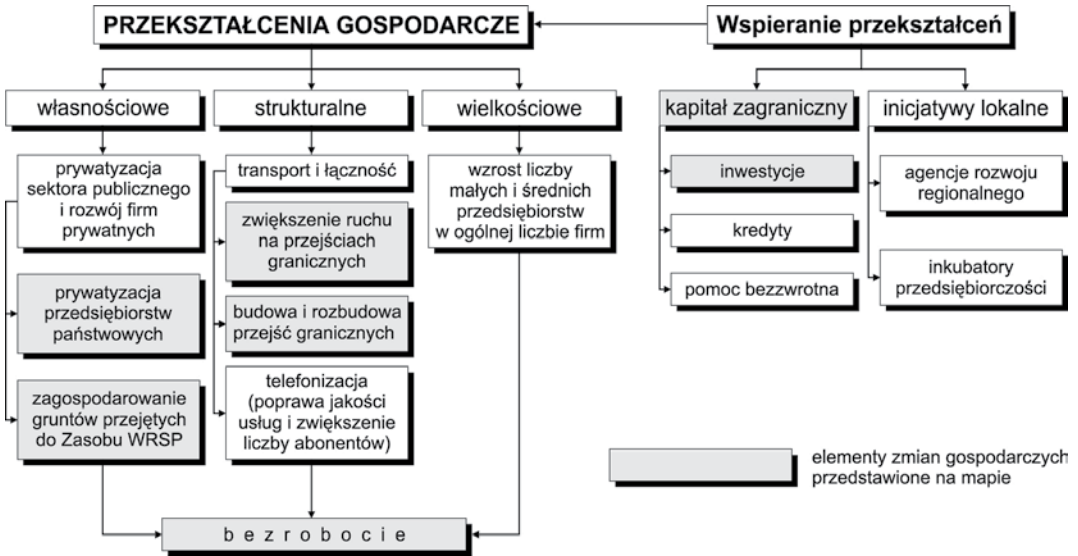 PRZEKSZTAŁCENIA GOSPODARCZE
Wspieranie przekształceń
własnościowe
strukturalne
wielkościowe
kapitał zagraniczny
inicjatywy lokalne
prywatyzacja
sektora publicznego
i rozwój firm
prywatnych
prywatyzacja
przedsiębiorstw
państwowych
zagospodarowanie
gruntów przejętych
do Zasobu WRSP
transport i łączność
zwiększenie ruchu
na przejściach
granicznych
budowa i rozbudowa
przejść granicznych
telefonizacja
(poprawa jakości
usług i zwiększenie
liczby abonentów)
wzrost liczby
małych i średnich
przedsiębiorstw
w ogólnej liczbie firm
inwestycje
kredyty
pomoc bezzwrotna
agencje rozwoju
regionalnego
inkubatory
przedsiębiorczości
bezrobocie
elementy zmian gospodarczych
przedstawione na mapie